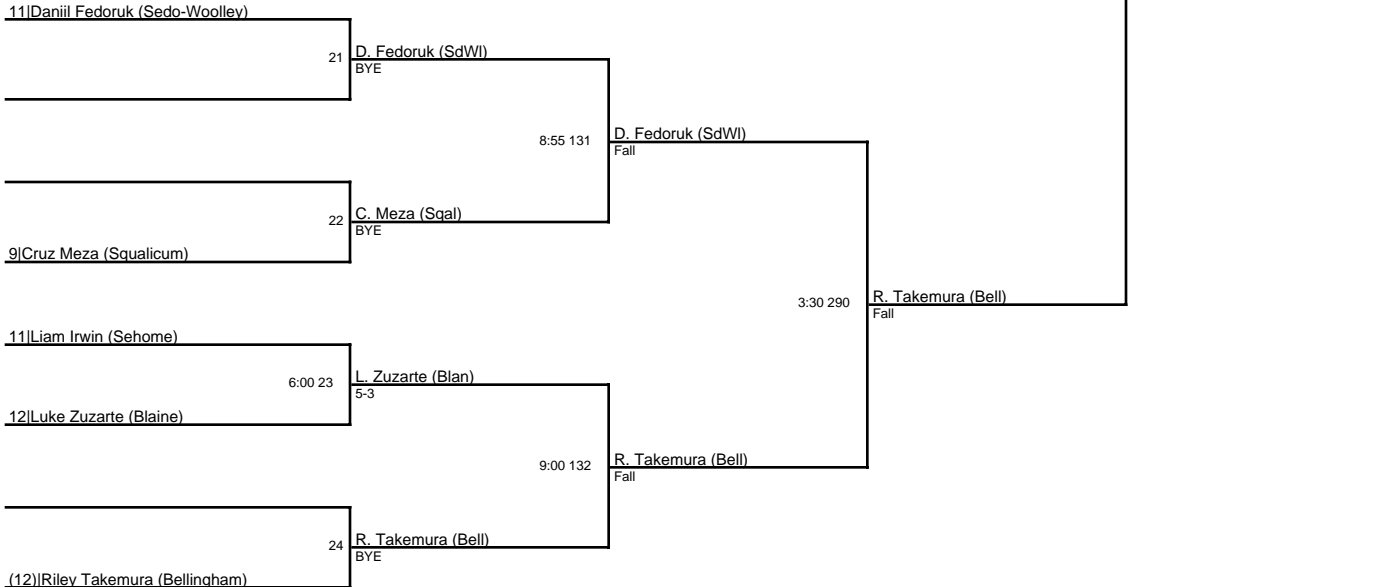 11|Daniil Fedoruk (Sedo-Woolley)
21
D. Fedoruk (SdWl)
BYE
8:55 131
D. Fedoruk (SdWl)
Fall
22
C. Meza (Sqal)
BYE
9|Cruz Meza (Squalicum)
3:30 290
R. Takemura (Bell)
Fall
11|Liam Irwin (Sehome)
6:00 23
L. Zuzarte (Blan)
5-3
12|Luke Zuzarte (Blaine)
9:00 132
R. Takemura (Bell)
Fall
24
R. Takemura (Bell)
BYE
(12)|Riley Takemura (Bellingham)